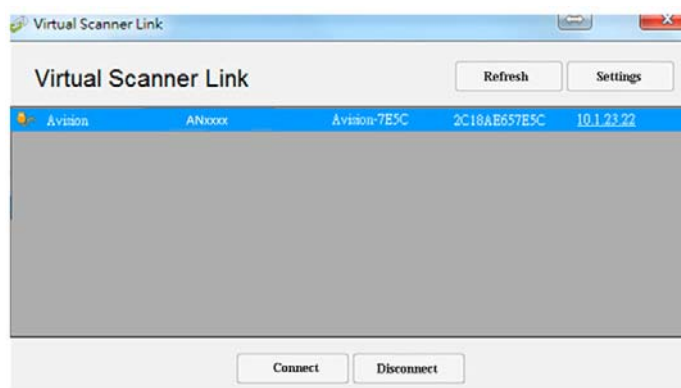 Virtual Scanner Link
Virtual Scanner Link Refresh Settings
Avision ANxxxx Avision-7E5C 2C18AE657E5C 10.1.23.22
Connect Disconnect